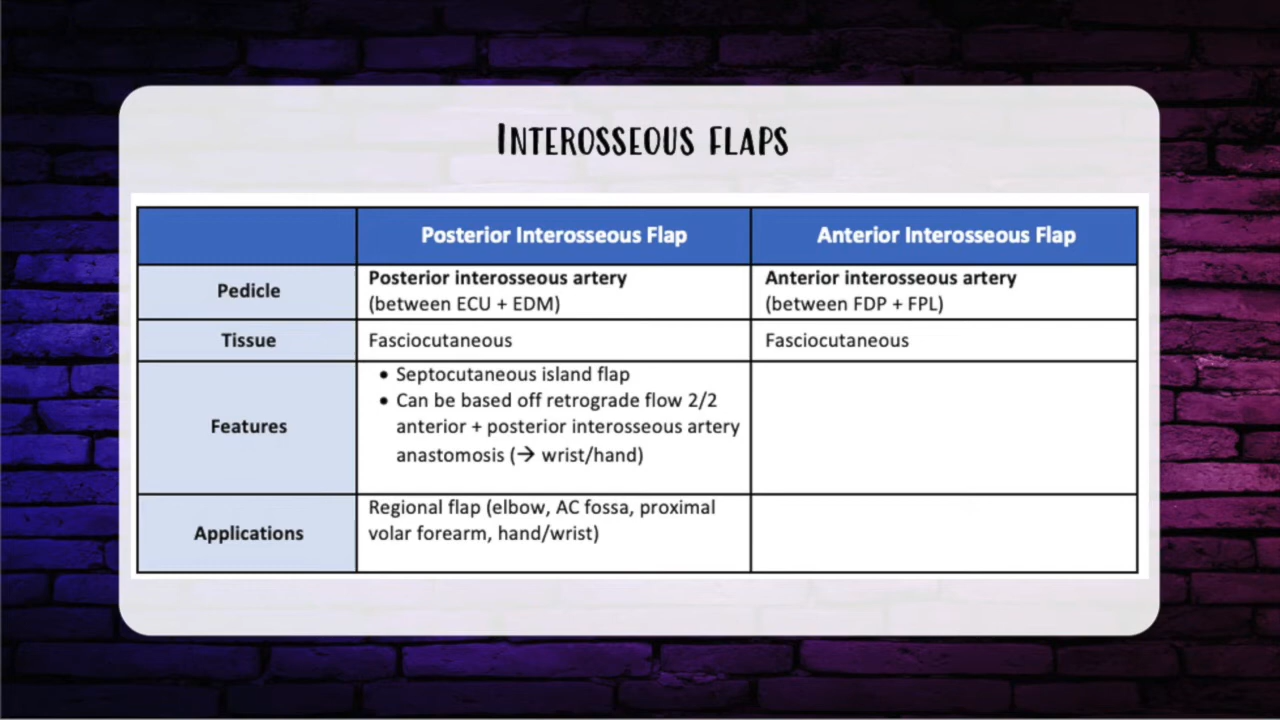 INTEROSSEOUS FLAPS
Posterior Interosseous Flap
Anterior Interosseous Flap
Pedicle
Posterior interosseous artery
(between ECU + EDM)
Anterior interosseous artery
(between FDP + FPL)
Tissue
Fasciocutaneous
Fasciocutaneous
Features
• Septocutaneous island flap
• Can be based off retrograde flow 2/2
anterior + posterior interosseous artery
anastomosis (→ wrist/hand)
Applications
Regional flap (elbow, AC fossa, proximal
volar forearm, hand/wrist)